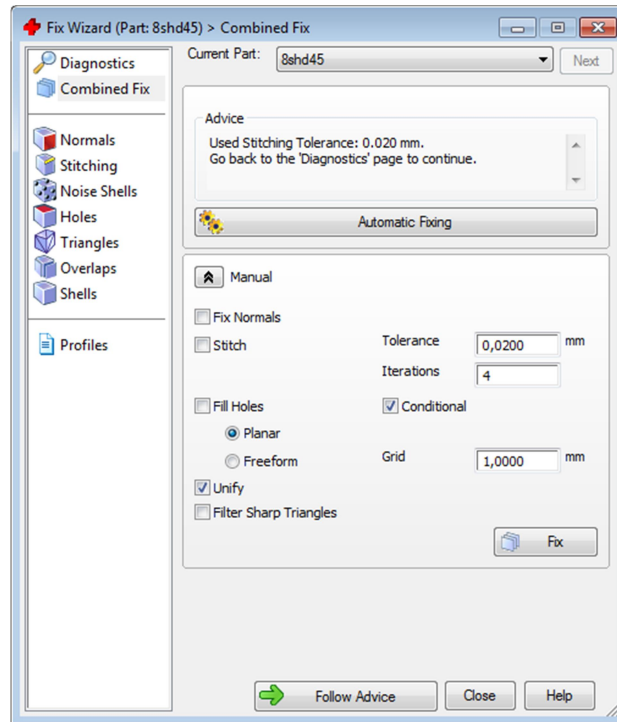 Fix Wizard (Part: 8shd45) > Combined Fix
Diagnostics
Combined Fix
Normals
Stitching
Noise Shells
Holes
Triangles
Overlaps
Shells
Profiles
Current Part: 8shd45 Next
Advice
Used Stitching Tolerance: 0.020 mm.
Go back to the 'Diagnostics' page to continue.
Automatic Fixing
Manual
Fix Normals
Stitch Tolerance 0,0200 mm
Iterations 4
Fill Holes Conditional
Planar
Freeform Grid 1,0000 mm
Unify
Filter Sharp Triangles
Fix
Follow Advice Close Help